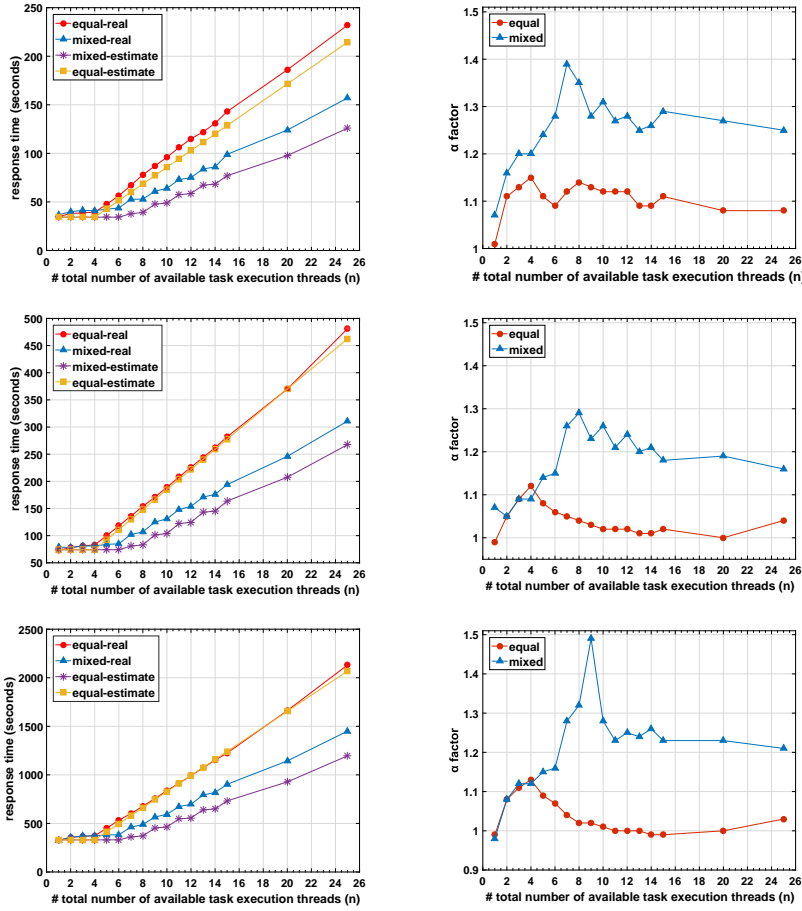 250
200
150
100
50
0
response time (seconds)
equal-real
mixed-real
mixed-estimate
equal-estimate
0 2 4 6 8 10 12 14 16 18 20 22 24 26
# total number of available task execution threads (n)
1.5
1.4
1.3
1.2
1.1
1
α factor
equal
mixed
0 2 4 6 8 10 12 14 16 18 20 22 24 26
# total number of available task execution threads (n)
500
450
400
350
300
250
200
150
100
50
response time (seconds)
equal-real
mixed-real
mixed-estimate
equal-estimate
0 2 4 6 8 10 12 14 16 18 20 22 24 26
# total number of available task execution threads (n)
1.5
1.4
1.3
1.2
1.1
1
α factor
equal
mixed
0 2 4 6 8 10 12 14 16 18 20 22 24 26
# total number of available task execution threads (n)
2500
2000
1500
1000
500
0
response time (seconds)
equal-real
mixed-real
equal-estimate
equal-estimate
0 2 4 6 8 10 12 14 16 18 20 22 24 26
# total number of available task execution threads (n)
1.5
1.4
1.3
1.2
1.1
1
0.9
α factor
equal
mixed
0 2 4 6 8 10 12 14 16 18 20 22 24 26
# total number of available task execution threads (n)